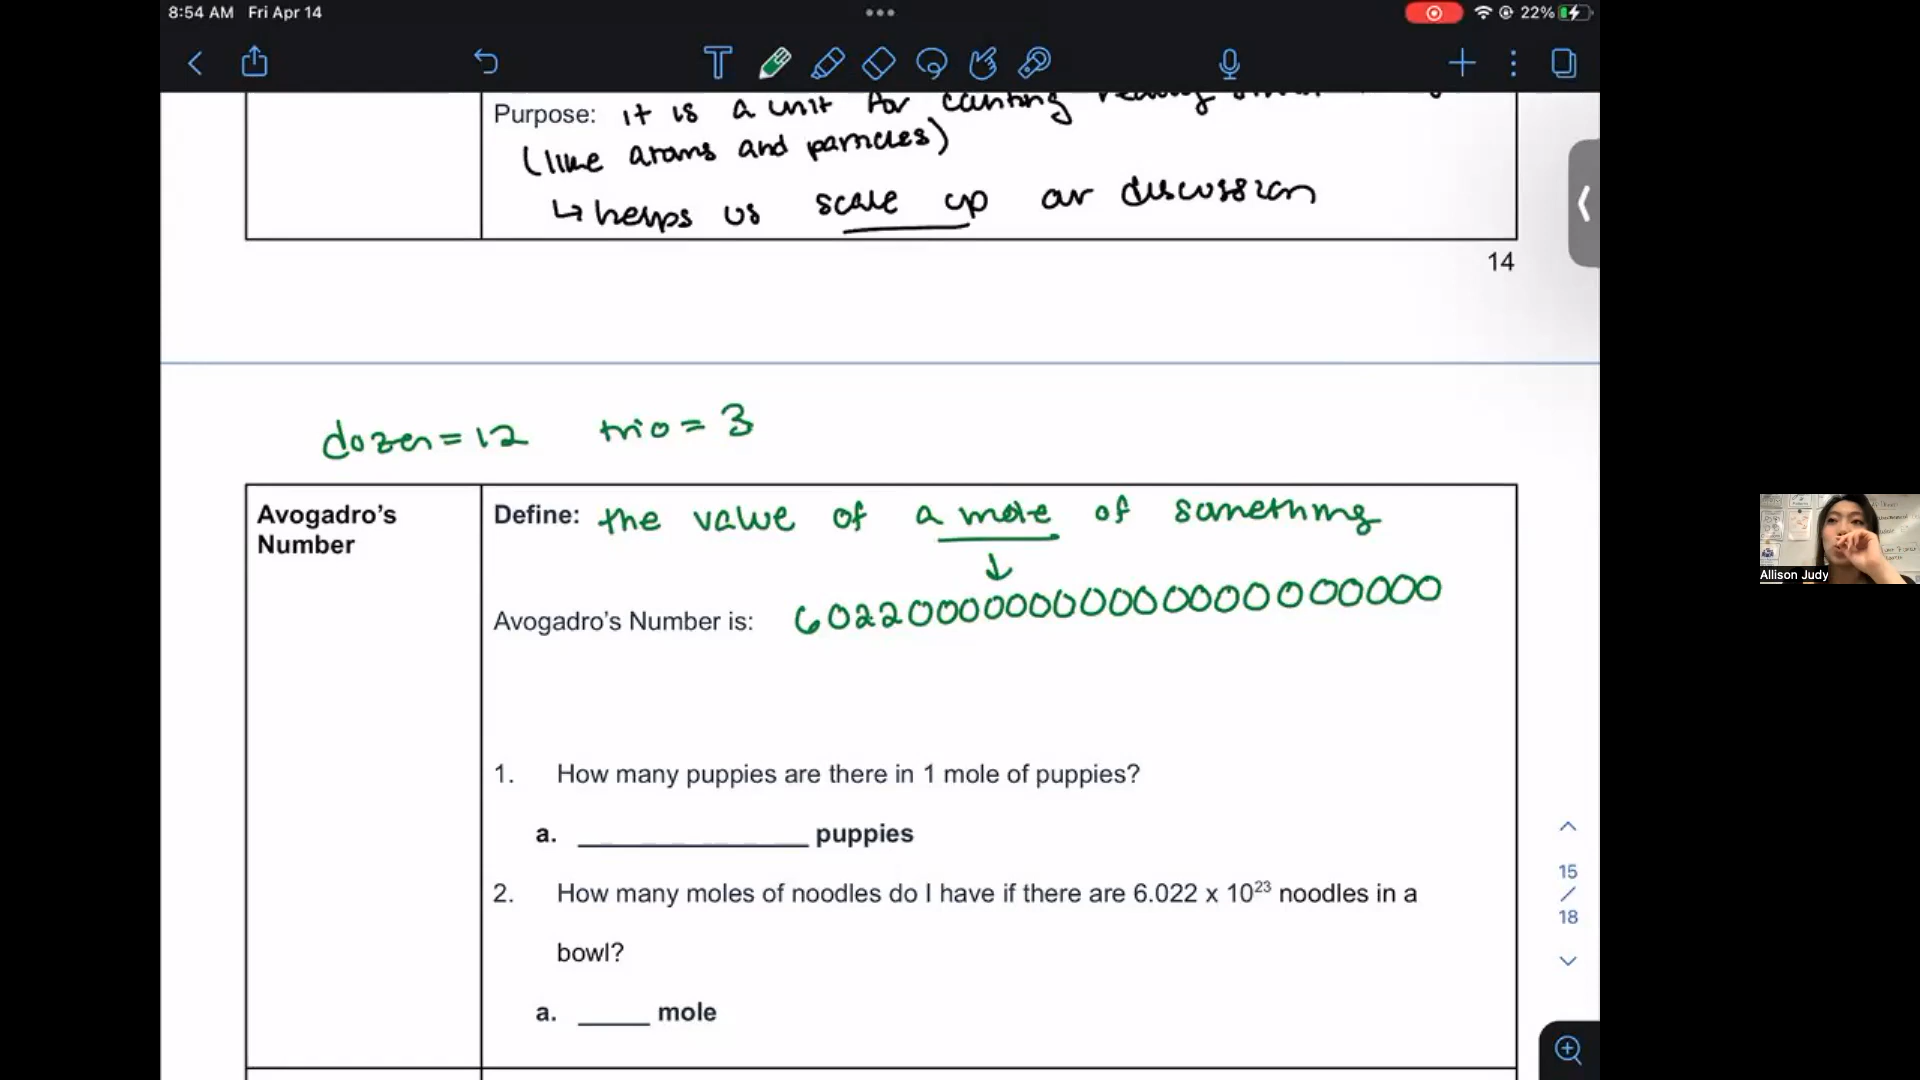 8:54 AM Fri Apr 14
22%
Purpose: it is a unit for counting really small
(like atoms and particles)
↳ helps us scale up our discussion
14
dozen = 12 trio = 3
Avogadro's Number
Define: the value of a mole of something
↓
Avogadro's Number is: 602200000000000000000000
1. How many puppies are there in 1 mole of puppies?
a. ________________ puppies
2. How many moles of noodles do I have if there are 6.022 x 10²³ noodles in a
bowl?
a. _____ mole
15
/
18
Allison Judy